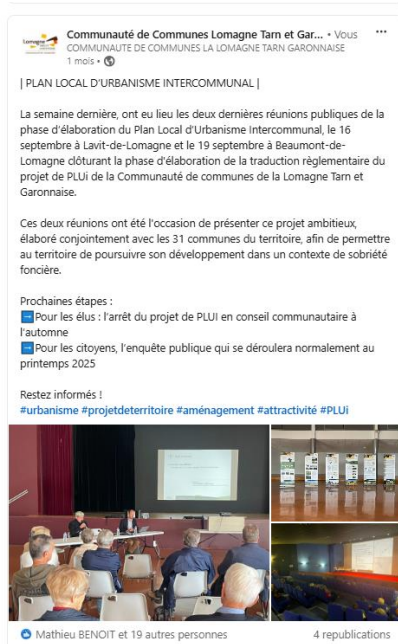 Communauté de Communes Lomagne Tarn et Gar... • Vous
COMMUNAUTE DE COMMUNES LA LOMAGNE TARN GARONNAISE
1 mois •
| PLAN LOCAL D'URBANISME INTERCOMMUNAL |
La semaine dernière, ont eu lieu les deux dernières réunions publiques de la
phase d'élaboration du Plan Local d'Urbanisme Intercommunal, le 16
septembre à Lavit-de-Lomagne et le 19 septembre à Beaumont-de-
Lomagne clôturant la phase d'élaboration de la traduction règlementaire du
projet de PLUi de la Communauté de communes de la Lomagne Tarn et
Garonnaise.
Ces deux réunions ont été l'occasion de présenter ce projet ambitieux,
élaboré conjointement avec les 31 communes du territoire, afin de permettre
au territoire de poursuivre son développement dans un contexte de sobriété
foncière.
Prochaines étapes :
➡Pour les élus : l'arrêt du projet de PLUI en conseil communautaire à
l'automne
➡Pour les citoyens, l'enquête publique qui se déroulera normalement au
printemps 2025
Restez informés !
#urbanisme #projetdeterritoire #aménagement #attractivité #PLUi
Mathieu BENOIT et 19 autres personnes
4 republications